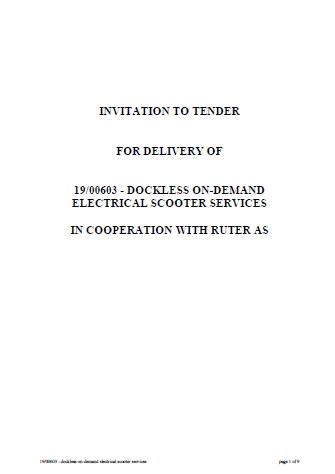 INVITATION TO TENDER
FOR DELIVERY OF
19/00603 - DOCKLESS ON-DEMAND
ELECTRICAL SCOOTER SERVICES
IN COOPERATION WITH RUTER AS
19/00603 - dockless on-demand electrical scooter services page 1 of 9